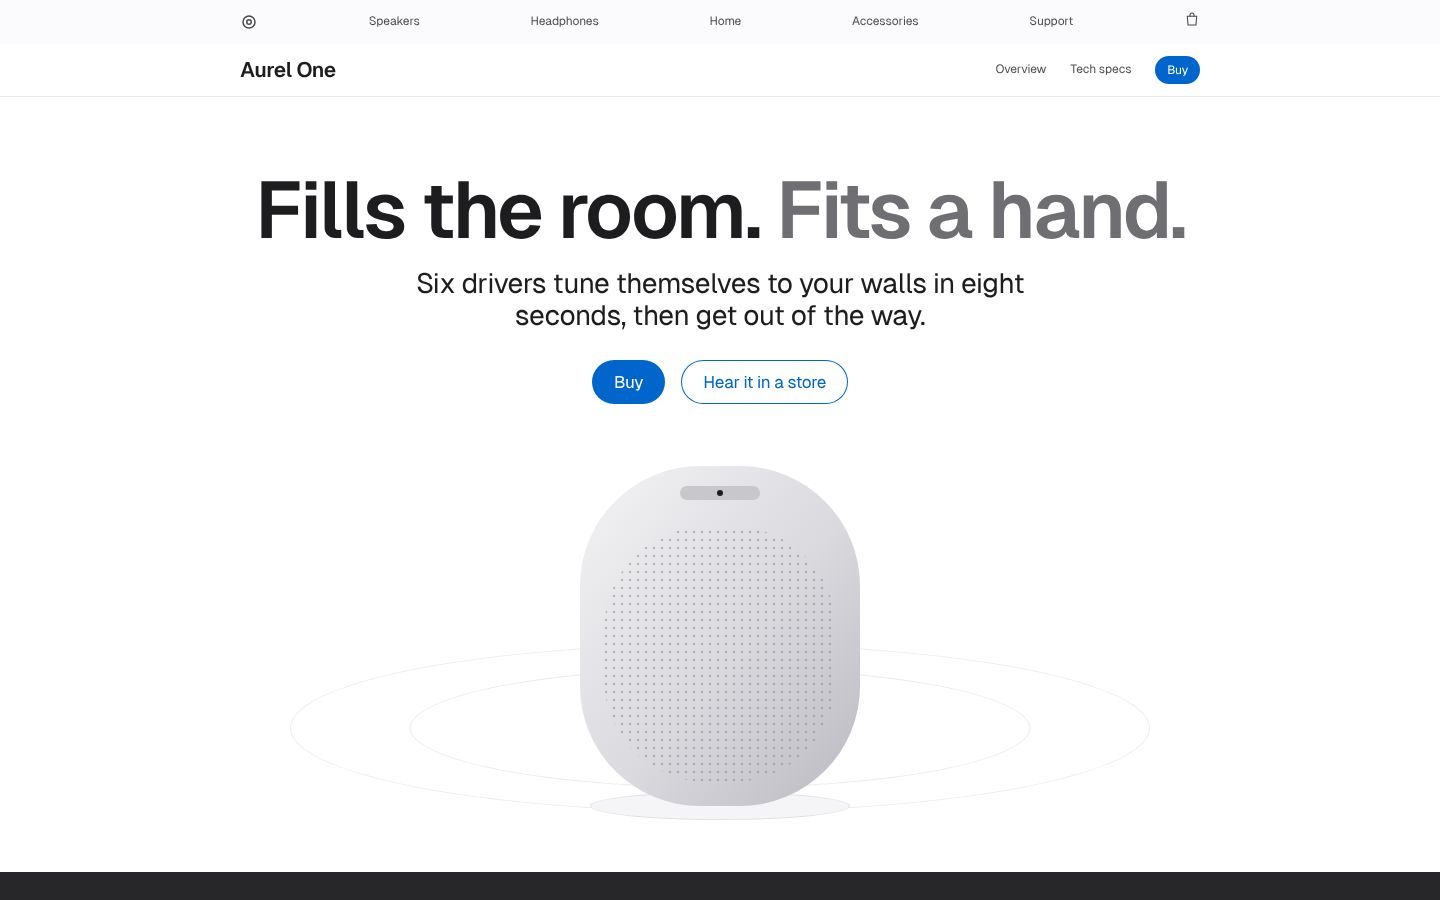 Speakers
Headphones
Home
Accessories
Support
Aurel One
Overview
Tech specs
Buy
Fills the room. Fits a hand.
Six drivers tune themselves to your walls in eight
seconds, then get out of the way.
Buy
Hear it in a store